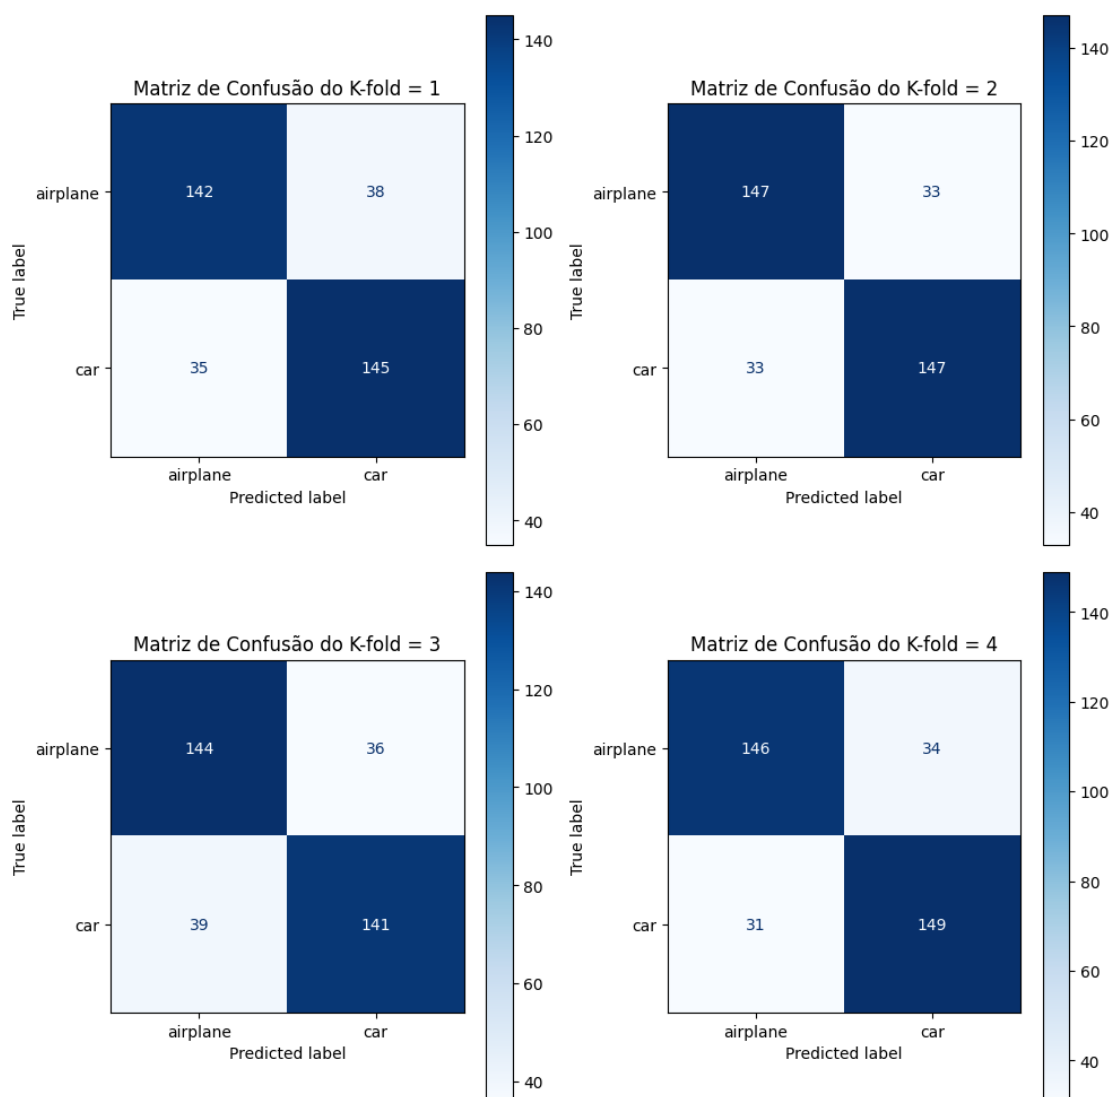 Matriz de Confusão do K-fold = 1
True label
airplane
car
142
38
35
145
airplane
car
Predicted label
140
120
100
80
60
40
Matriz de Confusão do K-fold = 2
True label
airplane
car
147
33
33
147
airplane
car
Predicted label
140
120
100
80
60
40
Matriz de Confusão do K-fold = 3
True label
airplane
car
144
36
39
141
airplane
car
Predicted label
140
120
100
80
60
40
Matriz de Confusão do K-fold = 4
True label
airplane
car
146
34
31
149
airplane
car
Predicted label
140
120
100
80
60
40